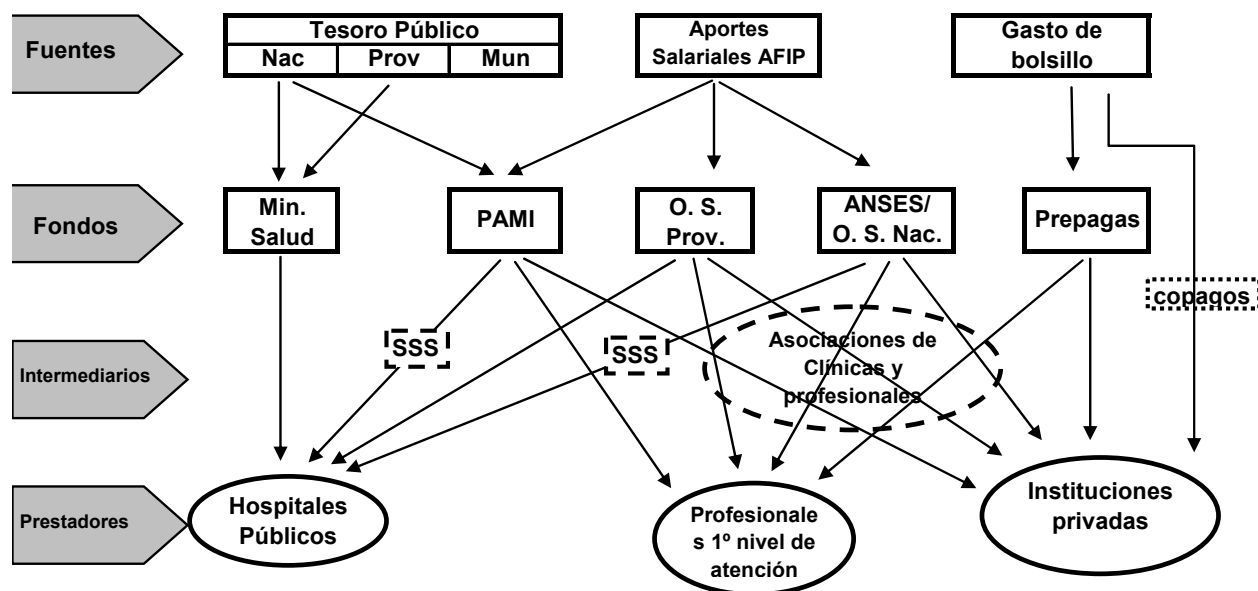 Fuentes
Tesoro Público
Nac Prov Mun
Aportes
Salariales AFIP
Gasto de
bolsillo
Fondos
Min.
Salud
PAMI
O. S.
Prov.
ANSES/
O. S. Nac.
Prepagas
copagos
Intermediarios
SSS
SSS
Asociaciones de
Clínicas y
profesionales
Prestadores
Hospitales
Públicos
Profesionale
s 1º nivel de
atención
Instituciones
privadas